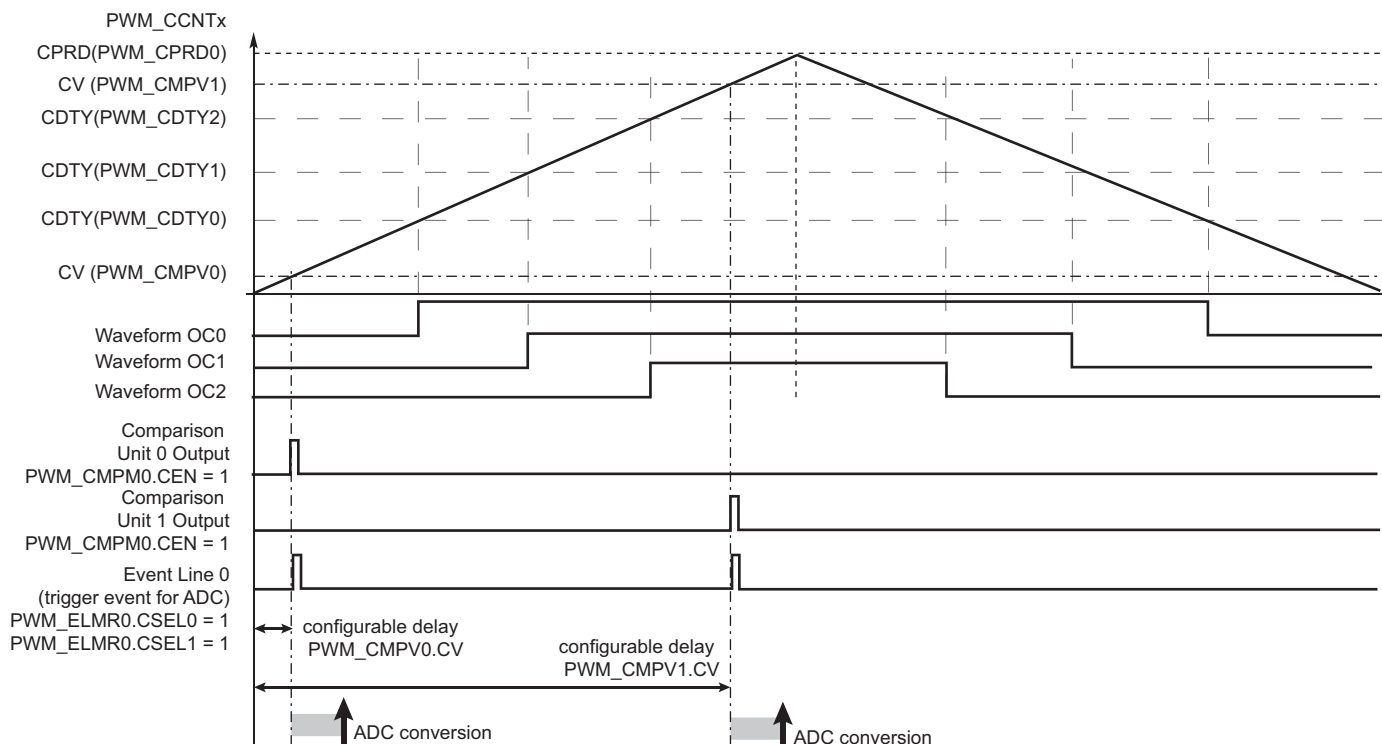 PWM_CCNTx
CPRD(PWM_CPRD0)
CV (PWM_CMPV1)
CDTY(PWM_CDTY2)
CDTY(PWM_CDTY1)
CDTY(PWM_CDTY0)
CV (PWM_CMPV0)
Waveform OC0
Waveform OC1
Waveform OC2
Comparison
Unit 0 Output
PWM_CMPM0.CEN = 1
Comparison
Unit 1 Output
PWM_CMPM0.CEN = 1
Event Line 0
(trigger event for ADC)
PWM_ELMR0.CSEL0 = 1
PWM_ELMR0.CSEL1 = 1
configurable delay
PWM_CMPV0.CV
configurable delay
PWM_CMPV1.CV
ADC conversion
ADC conversion